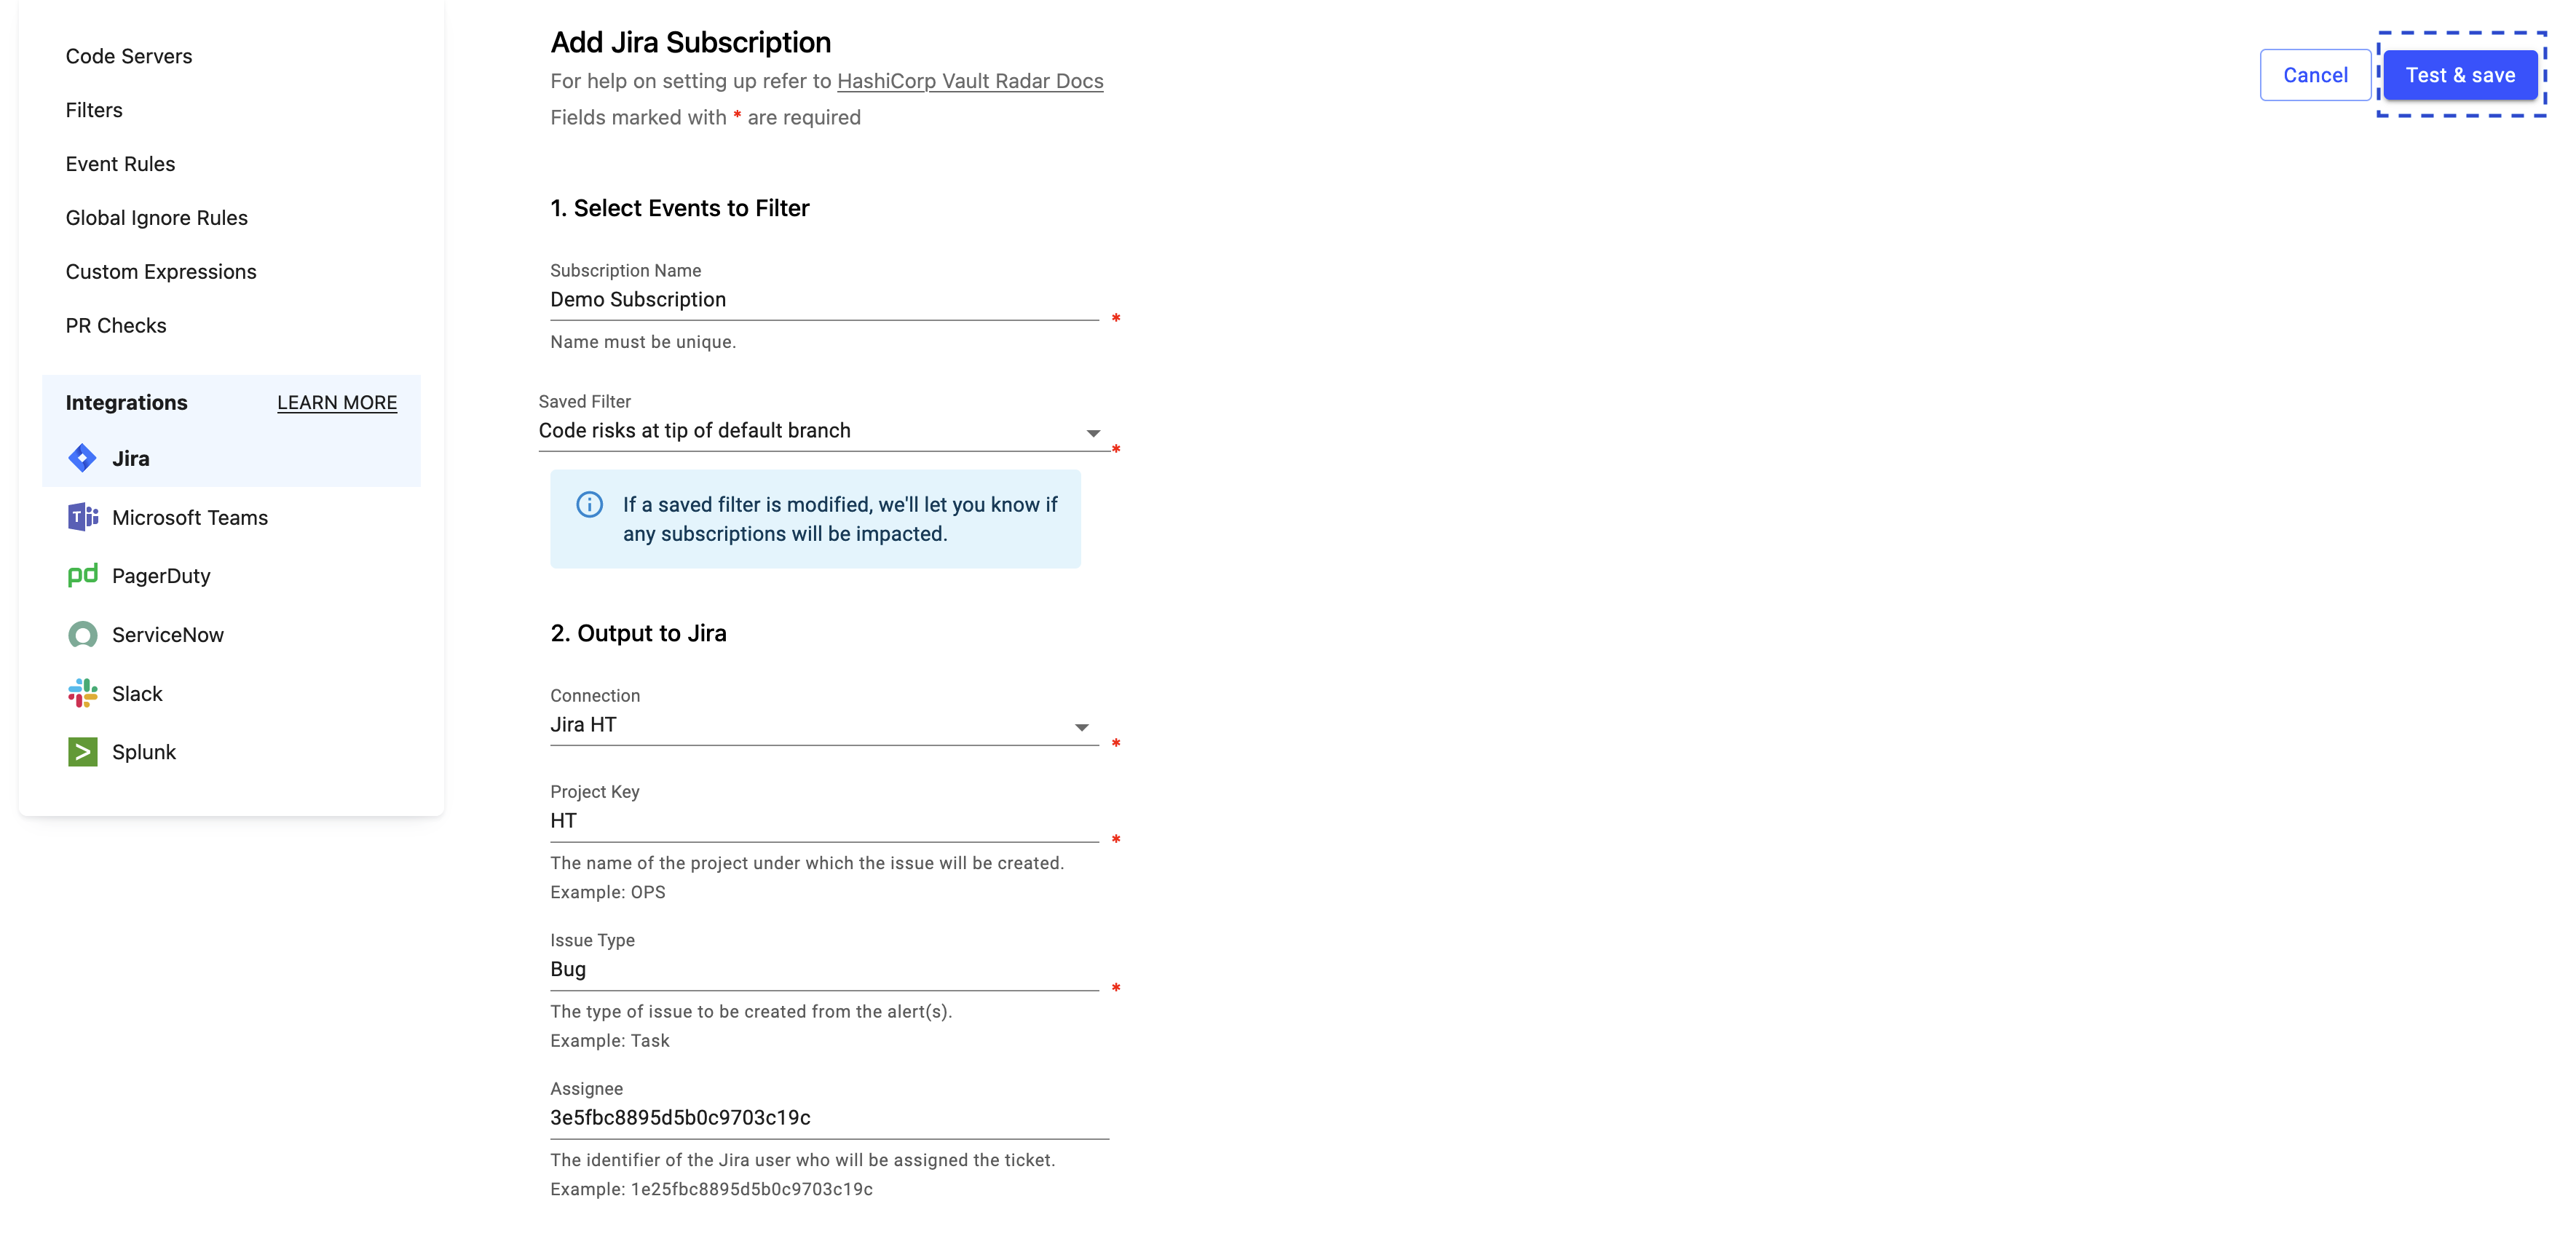 Code Servers
Filters
Event Rules
Global Ignore Rules
Custom Expressions
PR Checks
Integrations LEARN MORE
Jira
Microsoft Teams
PagerDuty
ServiceNow
Slack
Splunk
Add Jira Subscription
For help on setting up refer to HashiCorp Vault Radar Docs
Fields marked with * are required
Cancel
Test & save
1. Select Events to Filter
Subscription Name
Demo Subscription
*
Name must be unique.
Saved Filter
Code risks at tip of default branch
*
If a saved filter is modified, we'll let you know if
any subscriptions will be impacted.
2. Output to Jira
Connection
Jira HT
*
Project Key
HT
*
The name of the project under which the issue will be created.
Example: OPS
Issue Type
Bug
*
The type of issue to be created from the alert(s).
Example: Task
Assignee
3e5fbc8895d5b0c9703c19c
The identifier of the Jira user who will be assigned the ticket.
Example: 1e25fbc8895d5b0c9703c19c